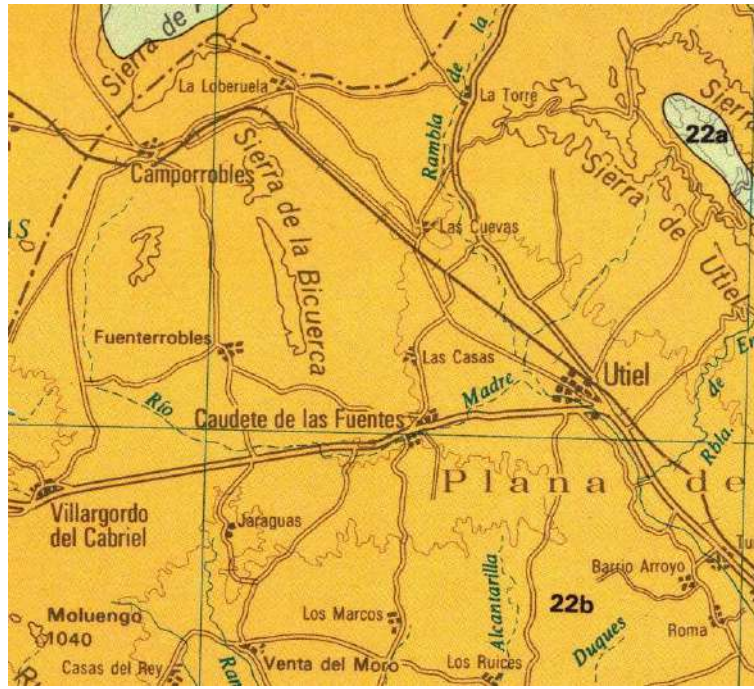 Sierra de
la
de
Rambla
La Loberuela
La Torre
Sierra
22a
Camporrobles
Sierra de la Bicuerca
Sierra de Utiel
Las Cuevas
Fuenterrobles
Las Casas
Utiel
Río
Madre
de
Rbla.
Caudete de las Fuentes
Plana de
Villargordo
del Cabriel
Jaraguas
Alcantarilla
Barrio Arroyo
22b
Moluengo
1040
Los Marcos
Duques
Roma
Casas del Rey
Venta del Moro
Los Ruices